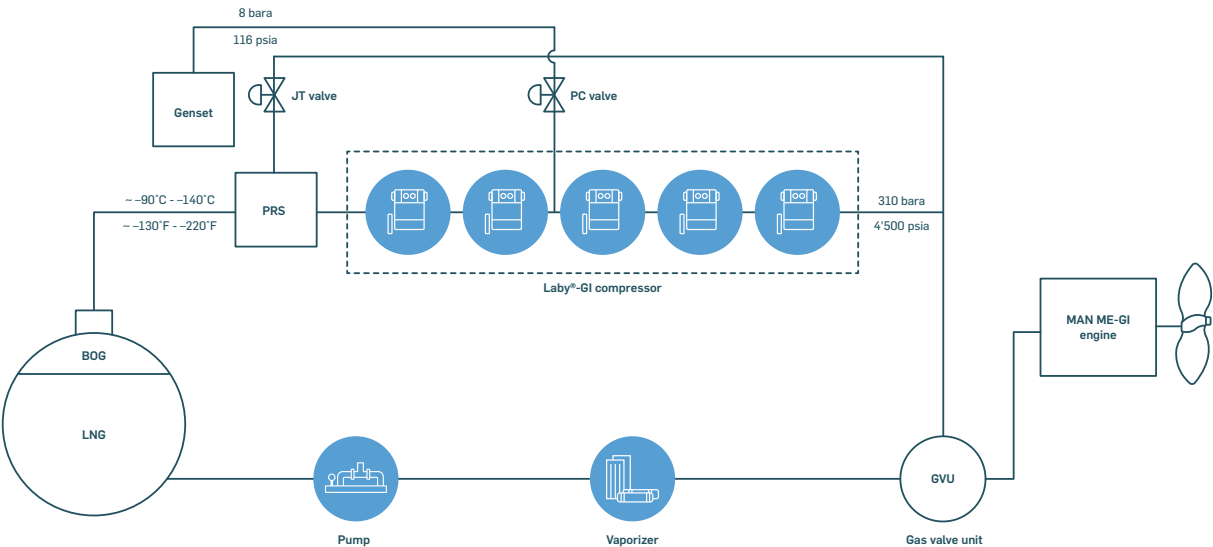 8 bara
116 psia
Genset
JT valve
PC valve
~ –90˚C - –140˚C
~ –130˚F - –220˚F
PRS
310 bara
4'500 psia
Laby®-GI compressor
MAN ME-GI
engine
BOG
LNG
GVU
Pump
Vaporizer
Gas valve unit